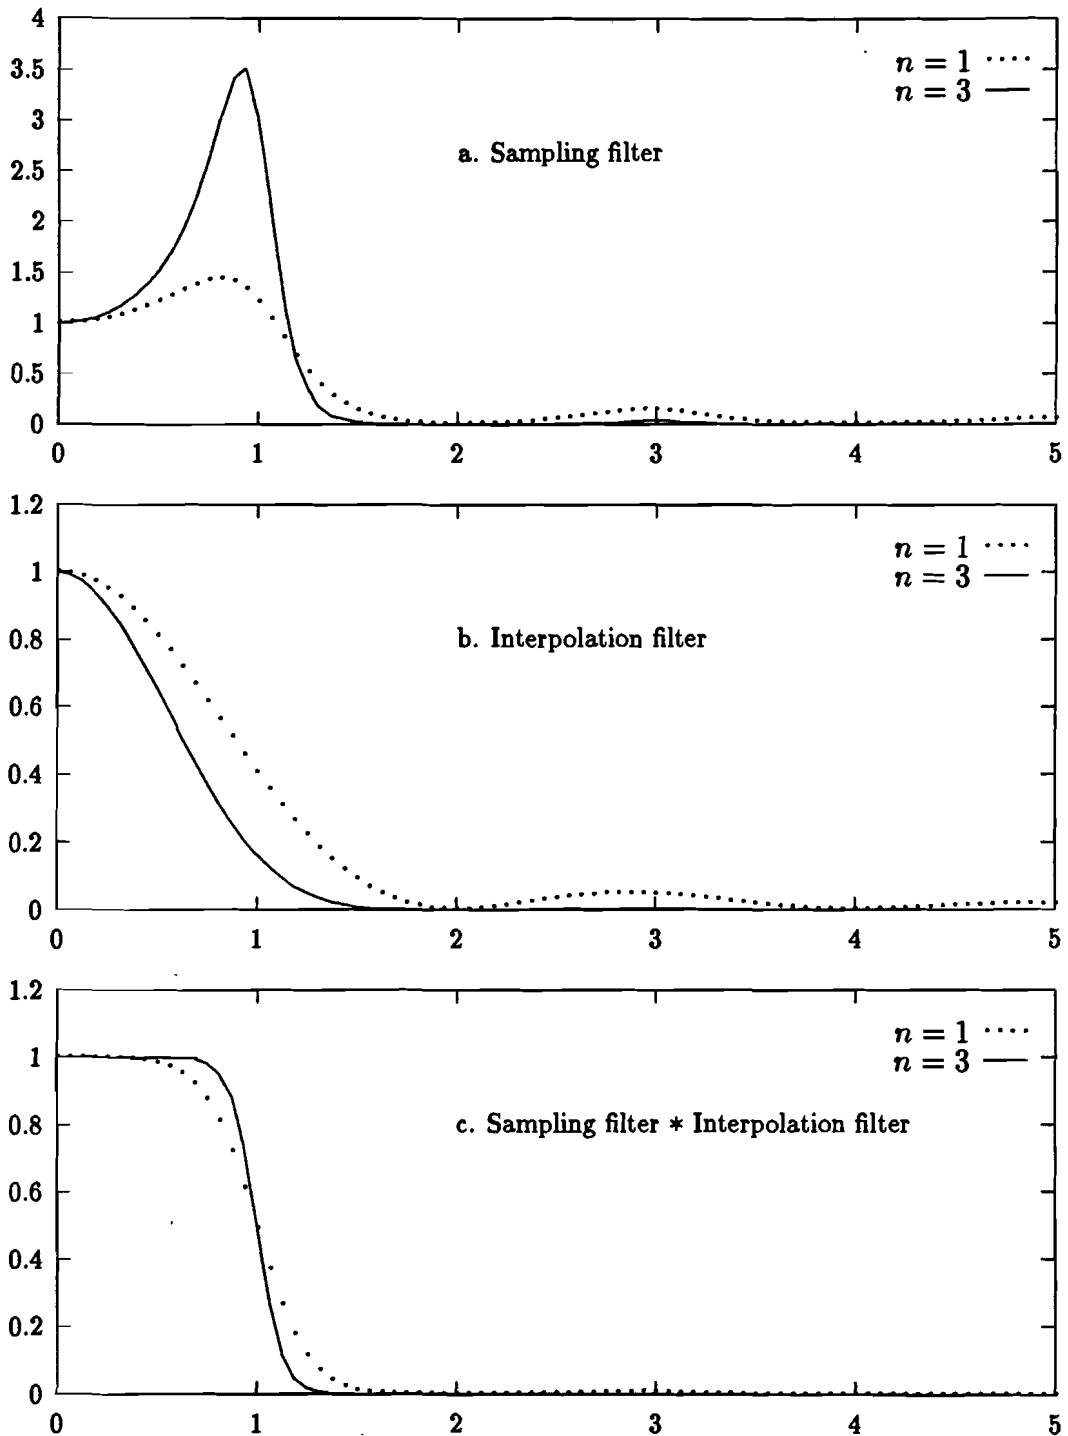 4
3.5
3
2.5
2
1.5
1
0.5
0
n = 1
n = 3
a. Sampling filter
0 1 2 3 4 5
1.2
1
0.8
0.6
0.4
0.2
0
n = 1
n = 3
b. Interpolation filter
0 1 2 3 4 5
1.2
1
0.8
0.6
0.4
0.2
0
n = 1
n = 3
c. Sampling filter * Interpolation filter
0 1 2 3 4 5